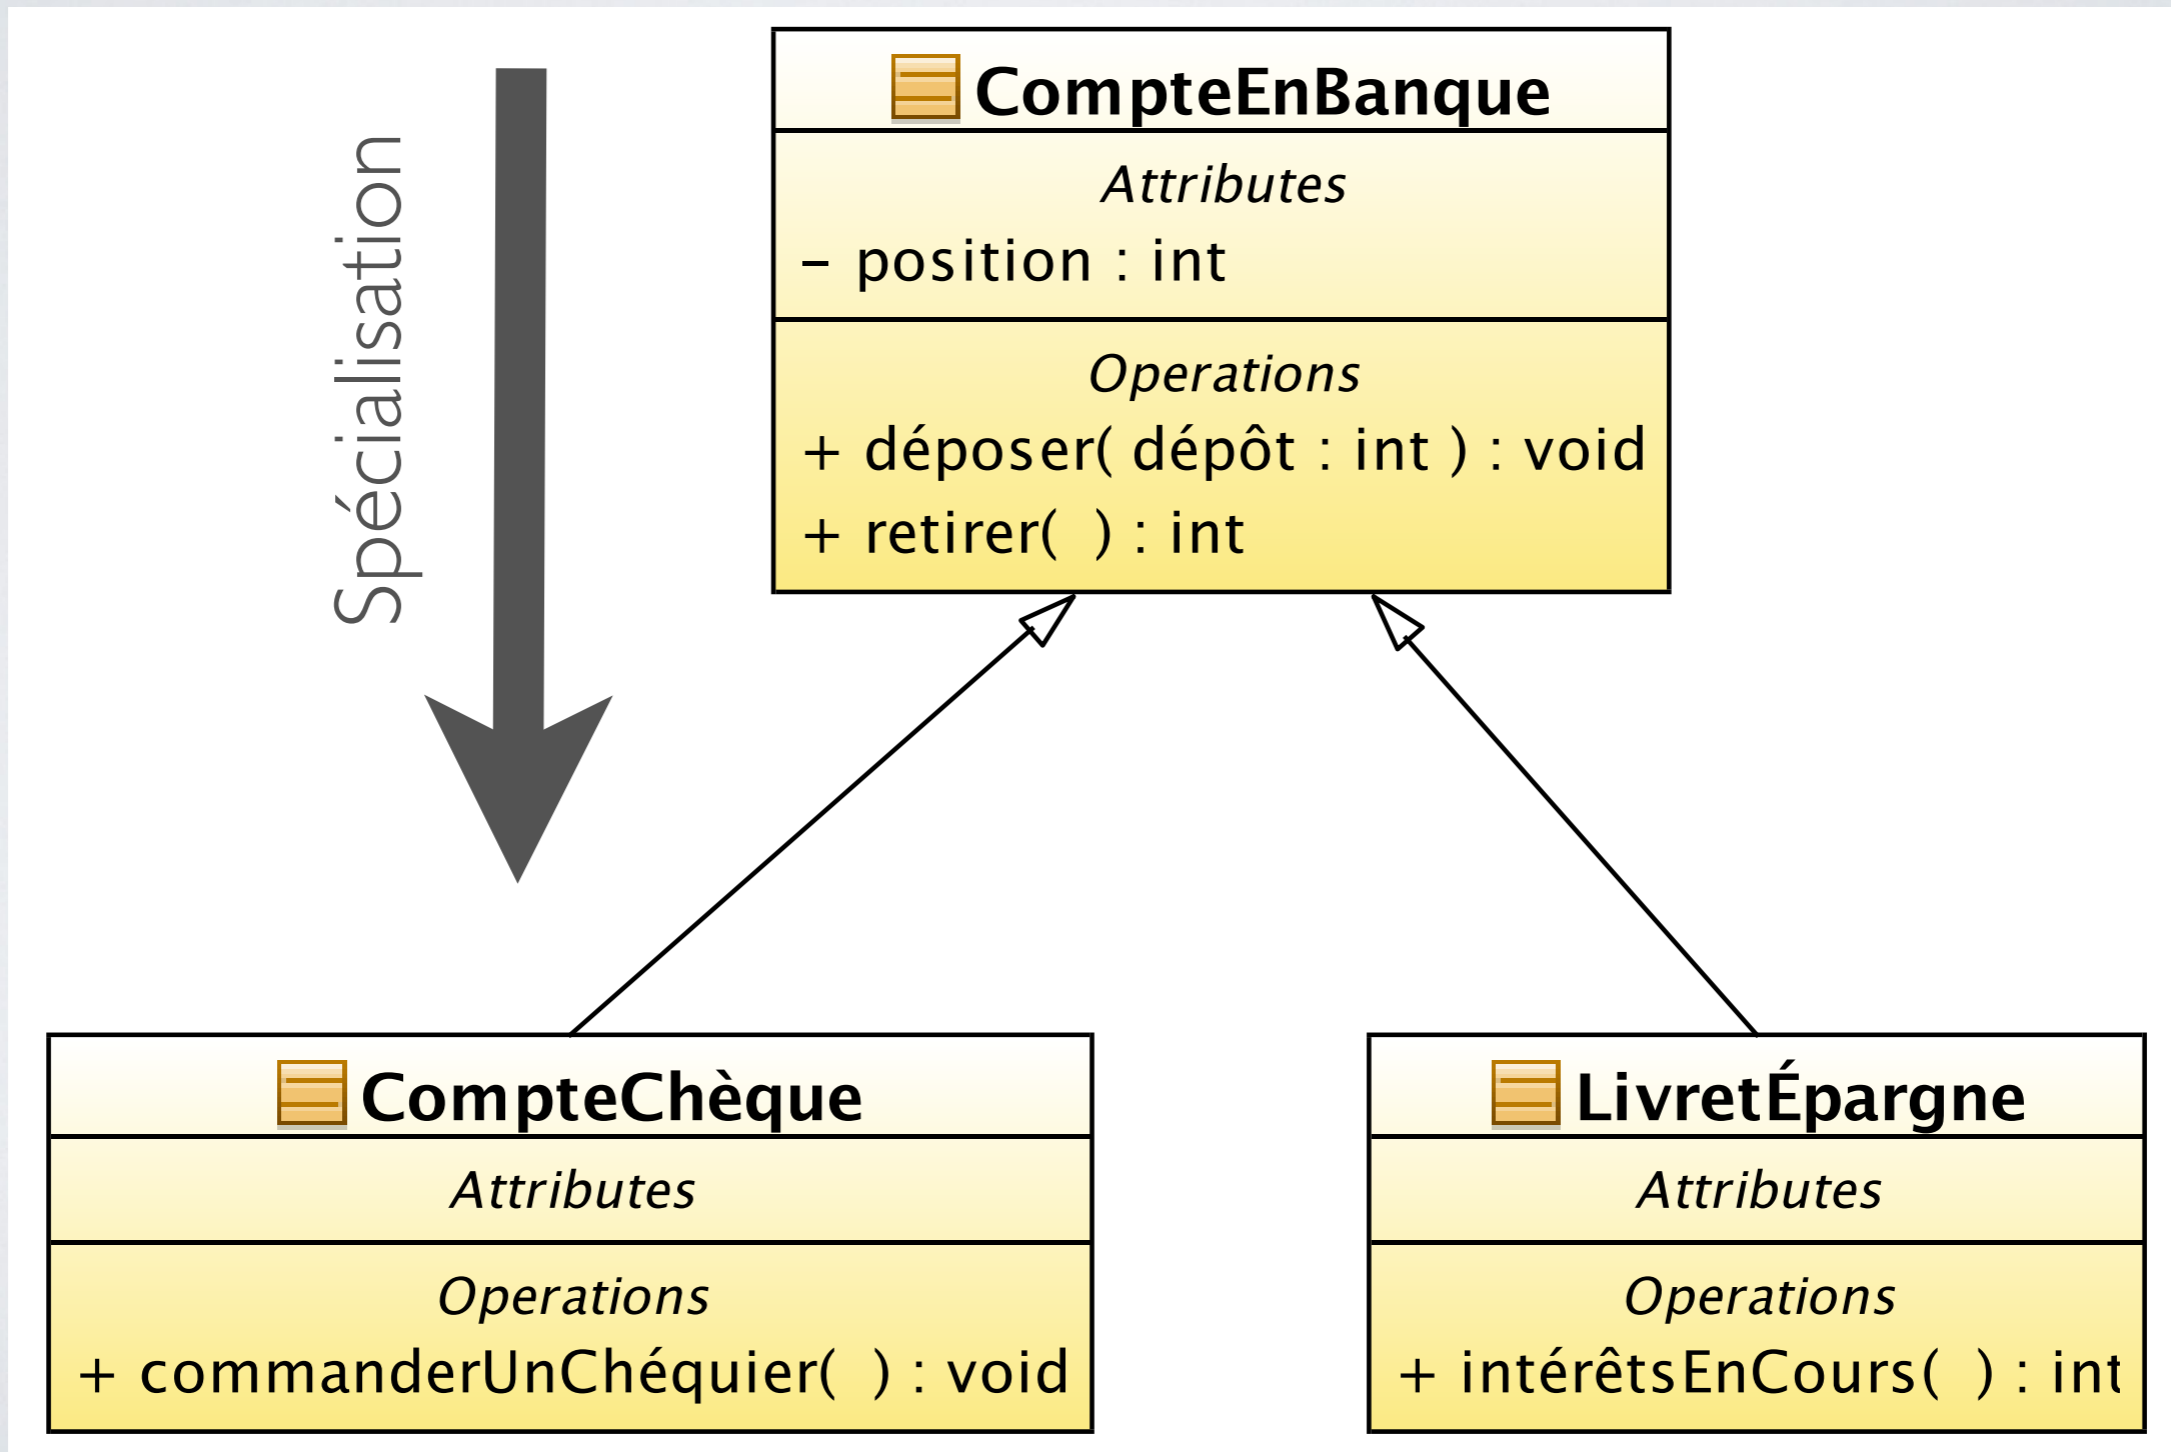 Spécialisation
CompteEnBanque
Attributes
- position : int
Operations
+ déposer( dépôt : int ) : void
+ retirer( ) : int
CompteChèque
Attributes
Operations
+ commanderUnChéquier( ) : void
LivretÉpargne
Attributes
Operations
+ intérêtsEnCours( ) : int